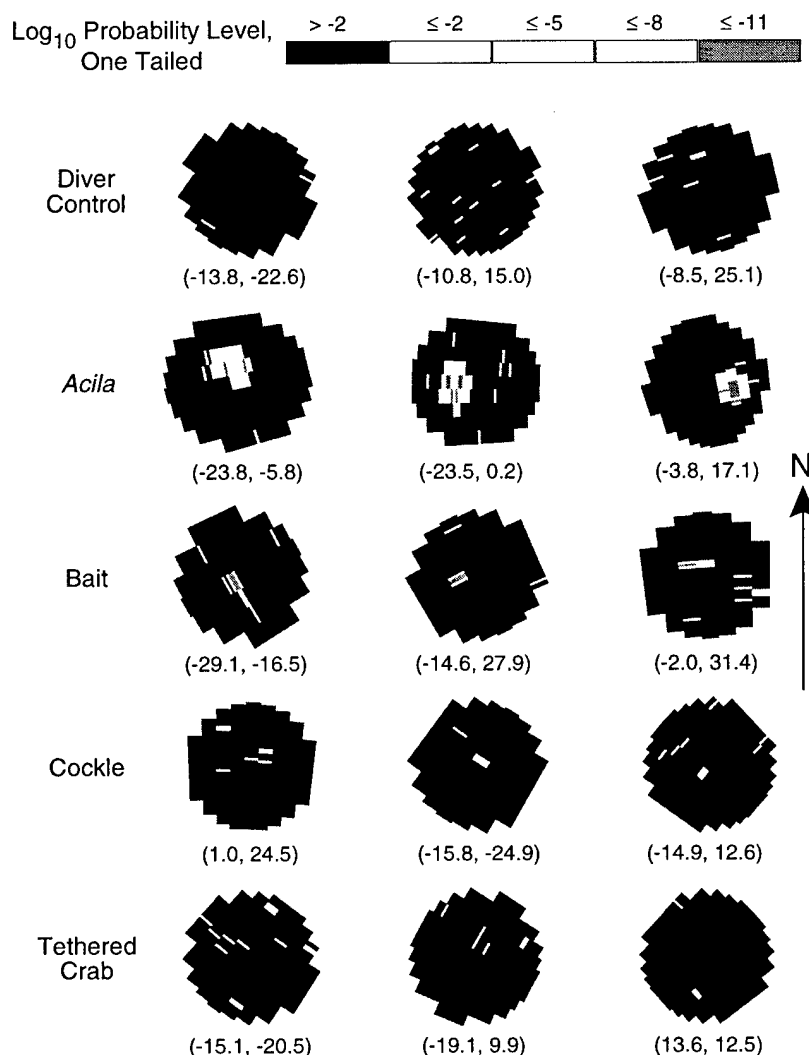 Log10 Probability Level, One Tailed
> -2 ≤ -2 ≤ -5 ≤ -8 ≤ -11
Diver Control
(-13.8, -22.6) (-10.8, 15.0) (-8.5, 25.1)
Acila
(-23.8, -5.8) (-23.5, 0.2) (-3.8, 17.1)
N
Bait
(-29.1, -16.5) (-14.6, 27.9) (-2.0, 31.4)
Cockle
(1.0, 24.5) (-15.8, -24.9) (-14.9, 12.6)
Tethered Crab
(-15.1, -20.5) (-19.1, 9.9) (13.6, 12.5)